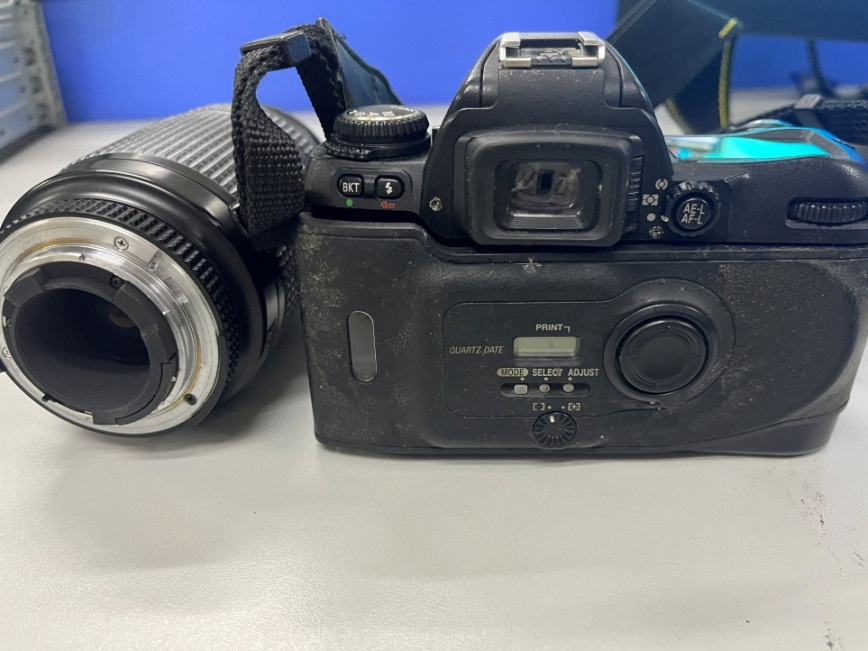 BKT
AF-L
AF-L
PRINT
QUARTZ DATE
MODE SELECT ADJUST